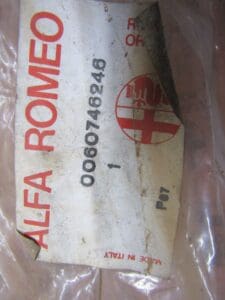 ALFA ROMEO
0060746246
1
P07
MADE IN ITALY